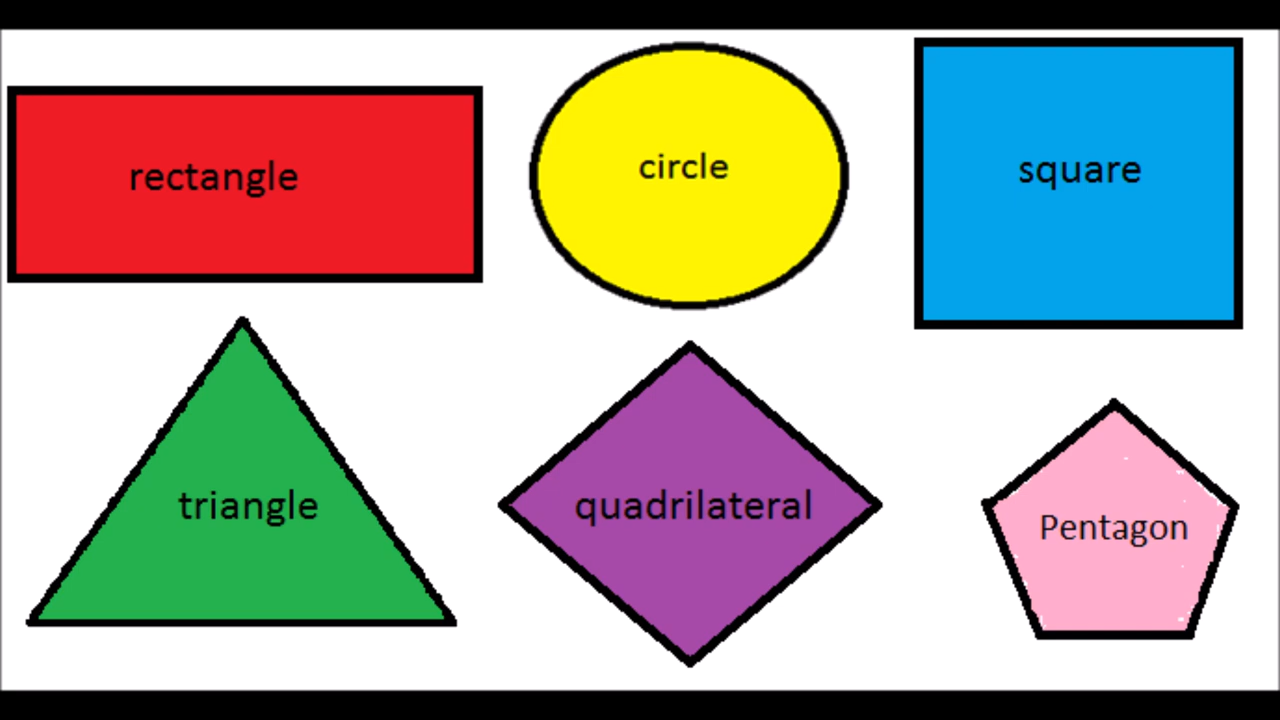 rectangle
circle
square
triangle
quadrilateral
Pentagon